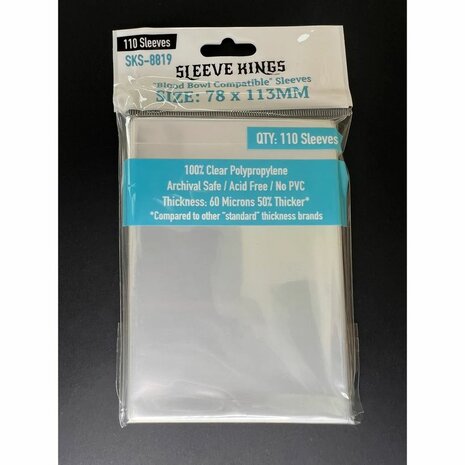 110 Sleeves
SKS-8819
SLEEVE KINGS
"Blood Bowl Compatible" Sleeves
SIZE: 78 x 113MM
QTY: 110 Sleeves
100% Clear Polypropylene
Archival Safe / Acid Free / No PVC
Thickness: 60 Microns 50% Thicker*
*Compared to other "standard" thickness brands